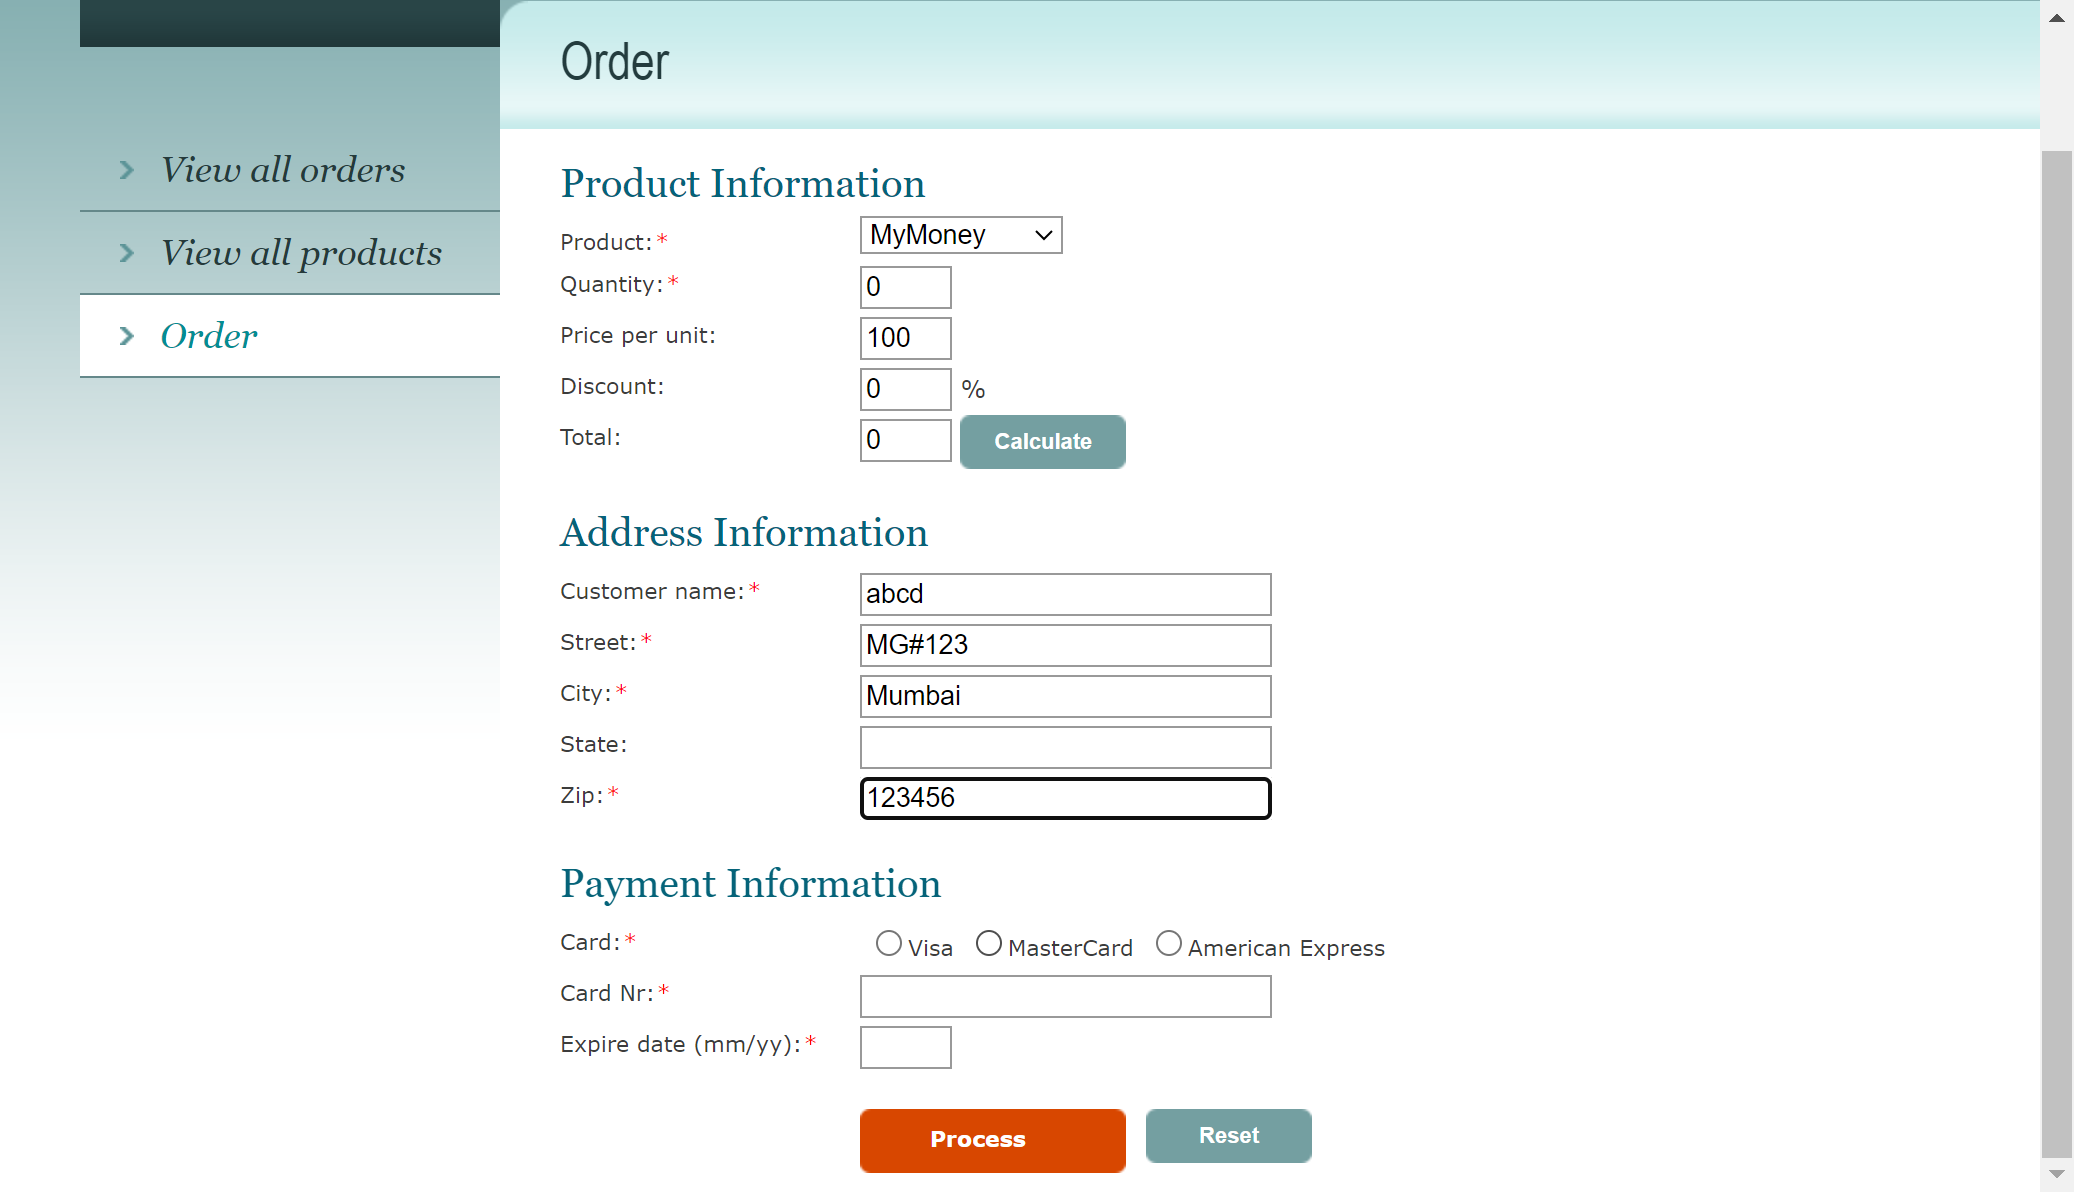 Order
View all orders
View all products
Order
Product Information
Product:* MyMoney
Quantity:* 0
Price per unit: 100
Discount: 0 %
Total: 0 Calculate
Address Information
Customer name:* abcd
Street:* MG#123
City:* Mumbai
State:
Zip:* 123456
Payment Information
Card:* Visa MasterCard American Express
Card Nr:*
Expire date (mm/yy):*
Process Reset